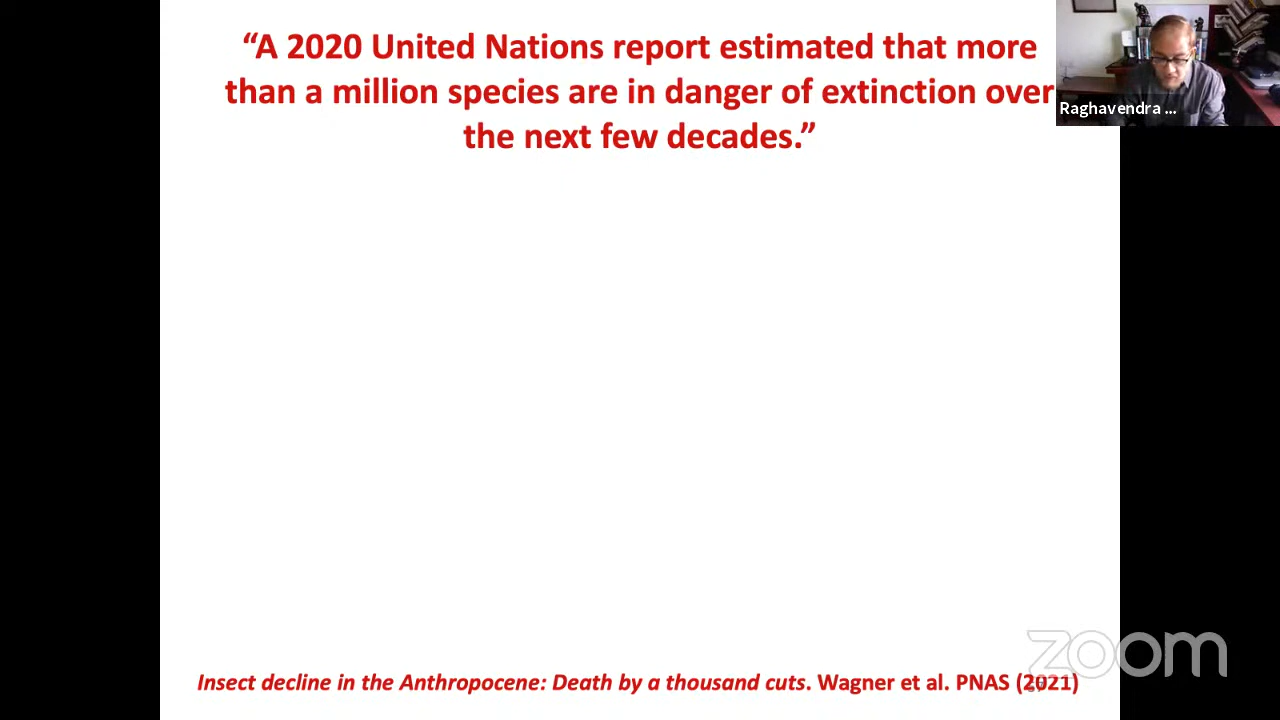 “A 2020 United Nations report estimated that more
than a million species are in danger of extinction over
the next few decades.”
Raghavendra ...
zoom
Insect decline in the Anthropocene: Death by a thousand cuts. Wagner et al. PNAS (2021)